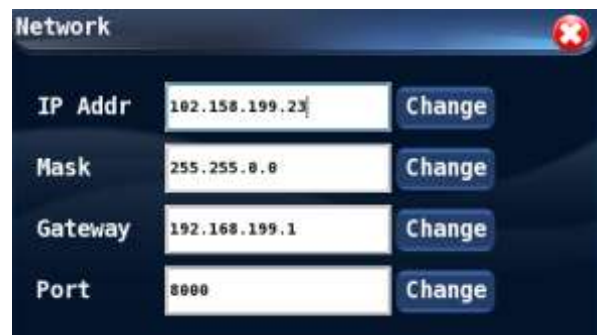 Network
IP Addr 102.158.199.23 Change
Mask 255.255.0.0 Change
Gateway 192.168.199.1 Change
Port 8000 Change